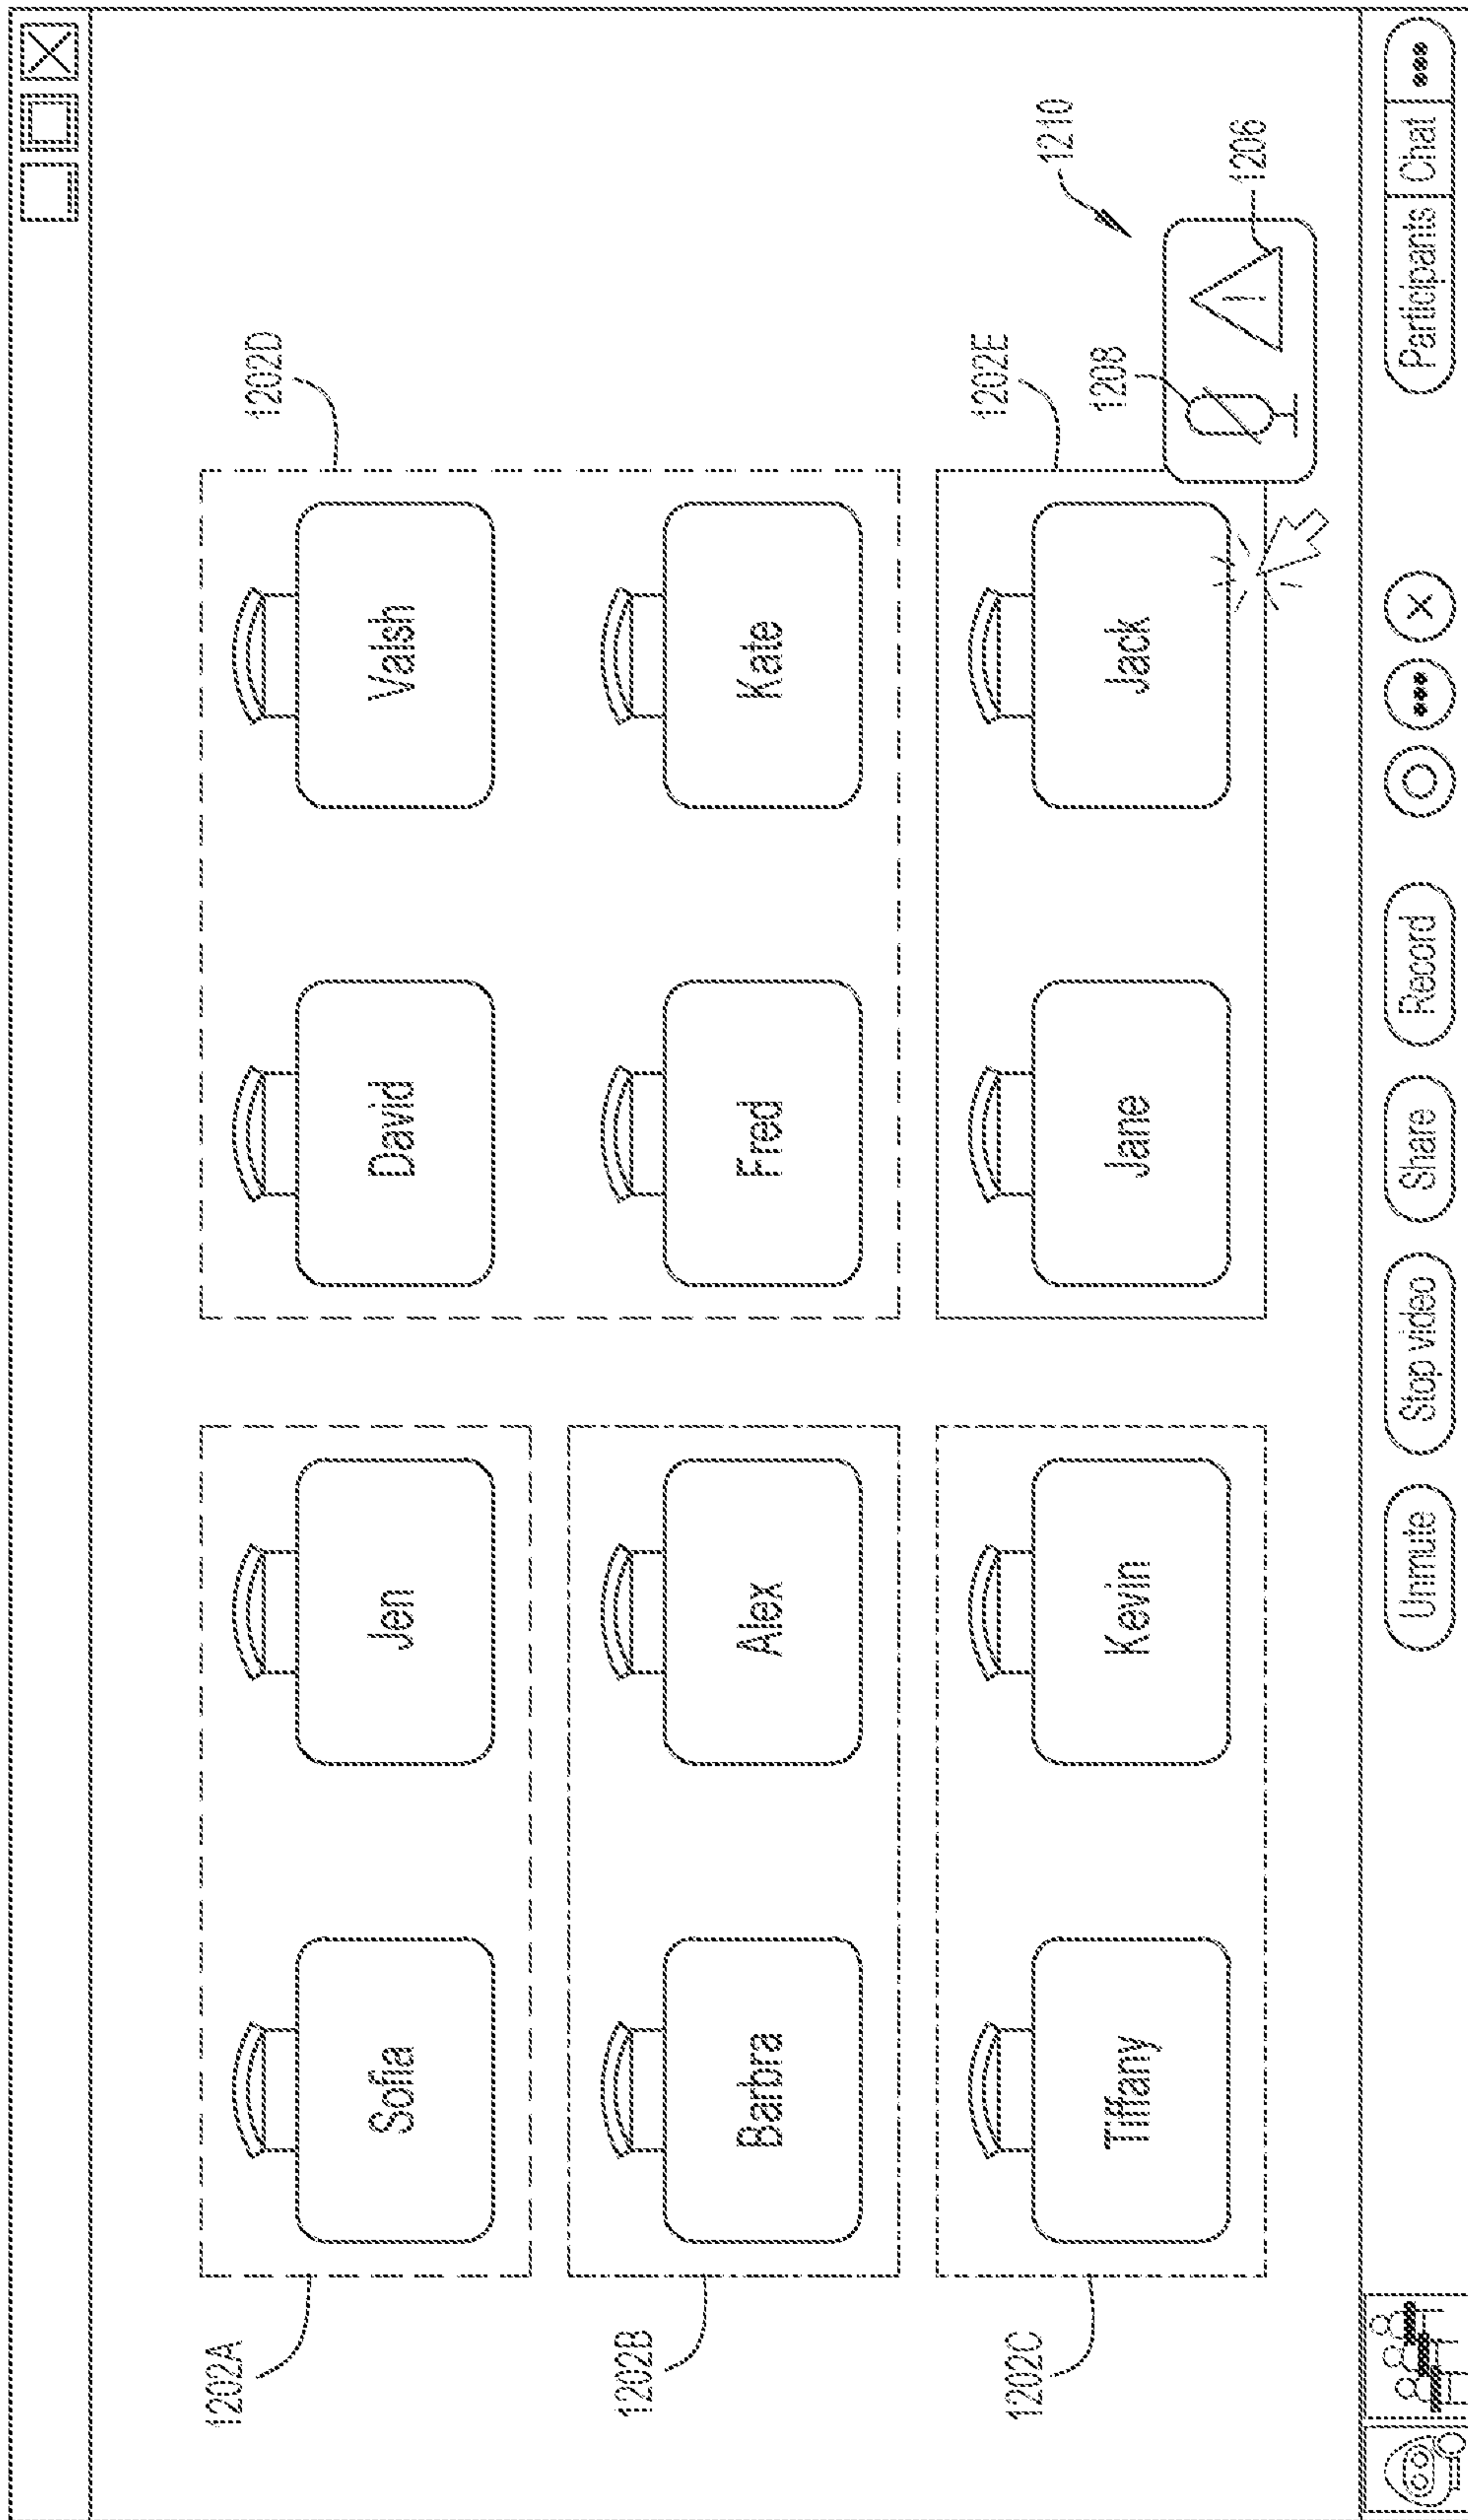 1202D
1210
1202A
Sofia
Jen
David
Vaish
1202B
Barbra
Alex
Fred
Kate
1202E
1208
1206
1202C
Tiffany
Kevin
Jane
Jack
Unmute
Stop video
Share
Record
Participants
Chat